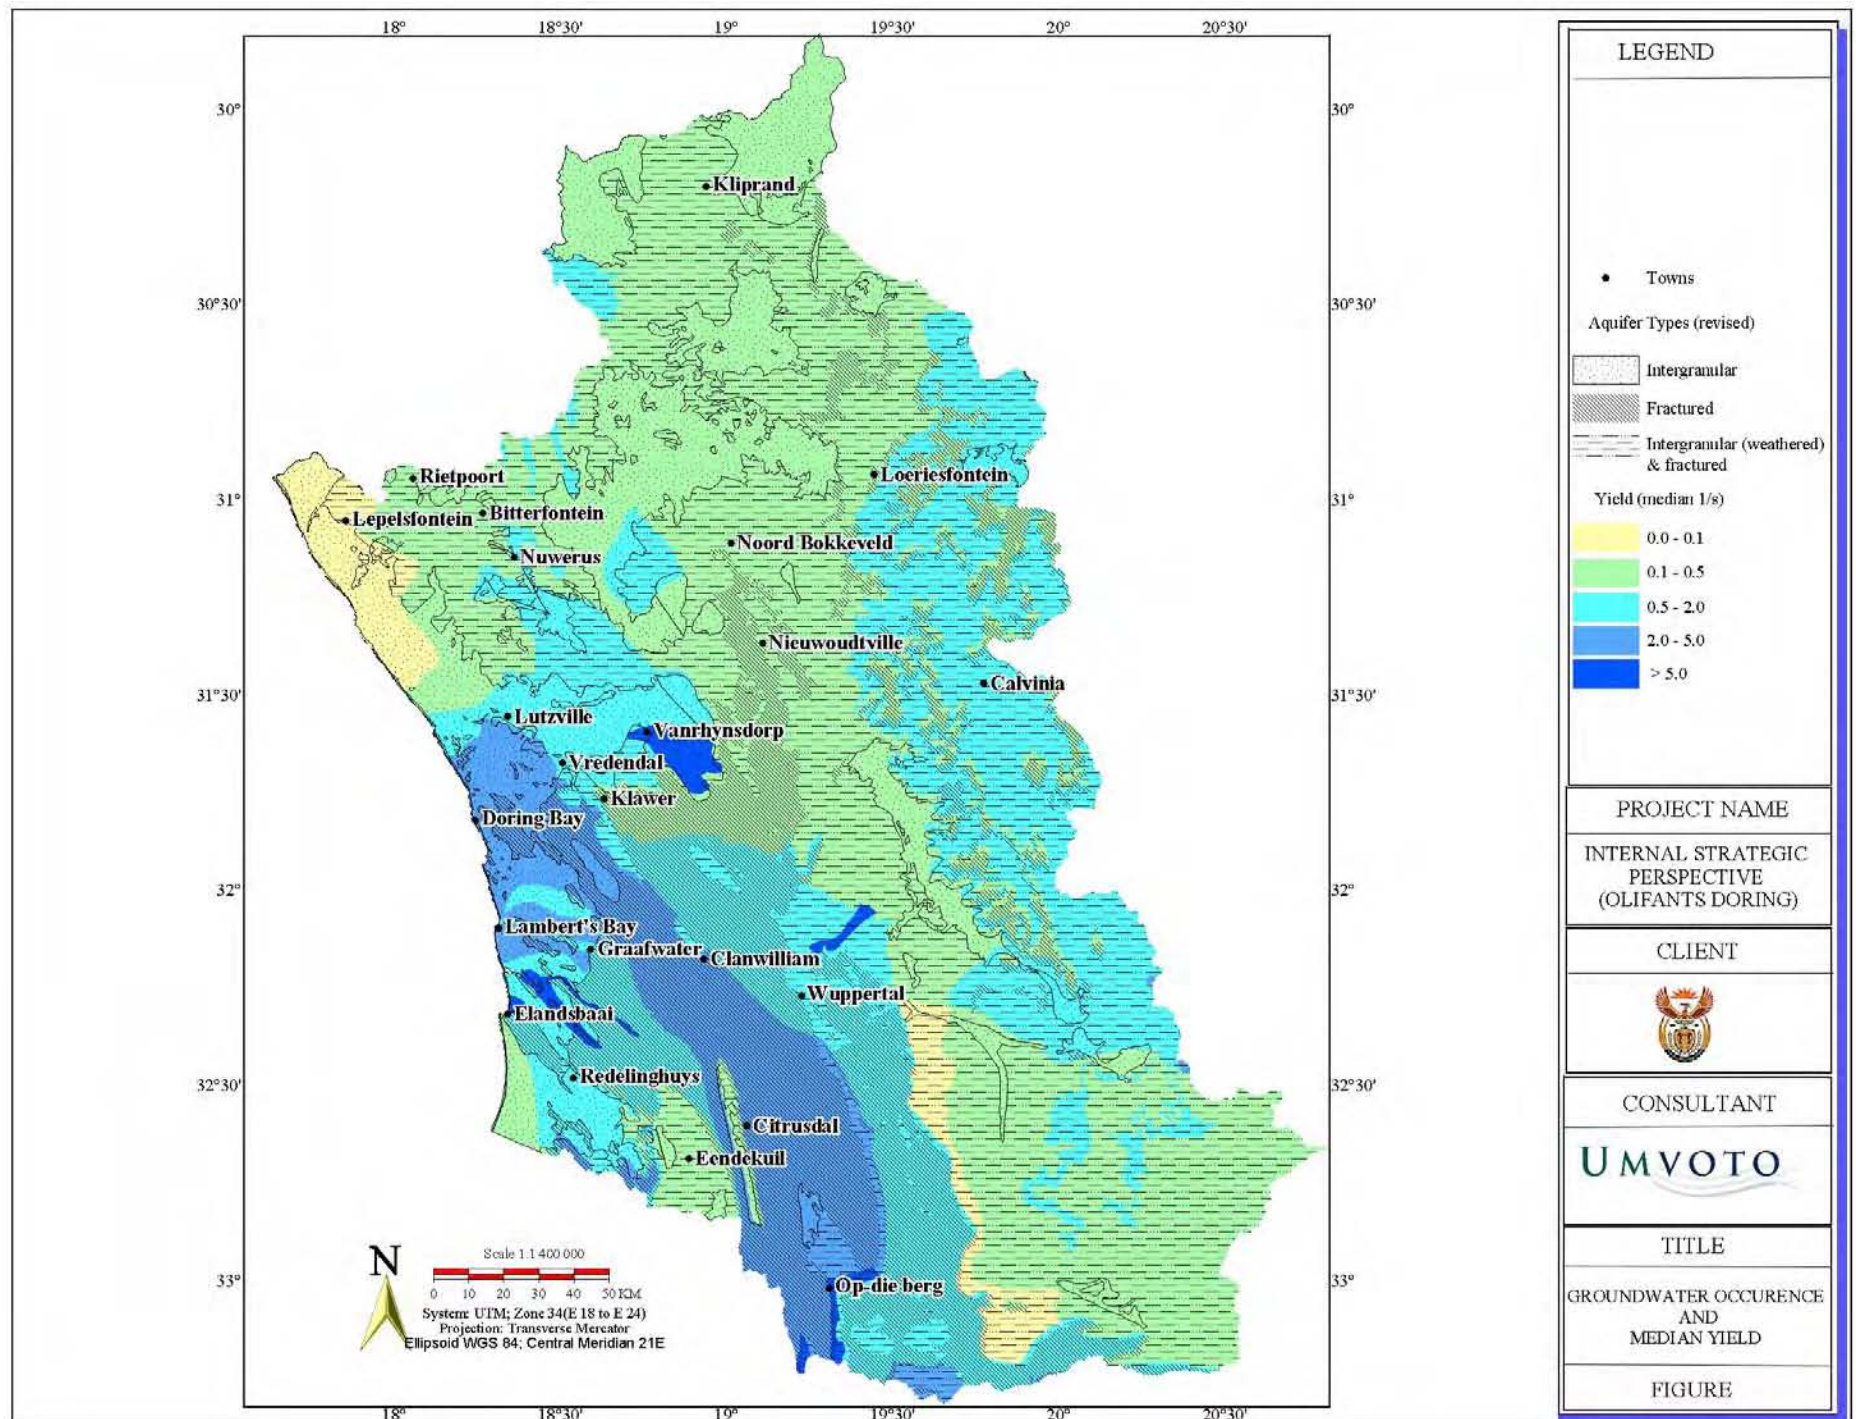 18°
18°30'
19°
19°30'
20°
20°30'
30°
30°
30°30'
30°30'
31°
31°
31°30'
31°30'
32°
32°
32°30'
32°30'
33°
33°
Kliprand
Rietpoort
Loeriesfontein
Lepelsfontein
Bitterfontein
Noord Bokkeveld
Nuwerus
Nieuwoudtville
Calvinia
Lutzville
Vanrhynsdorp
Vredendal
Klawer
Doring Bay
Lambert's Bay
Graafwater
Clanwilliam
Wuppertal
Elandsbaai
Redelinghuys
Citrusdal
Eendekuil
Op-die berg
N
Scale 1:1 400 000
0 10 20 30 40 50 KM
System: UTM; Zone 34(E 18 to E 24)
Projection: Transverse Mercator
Ellipsoid WGS 84; Central Meridian 21E
18°
18°30'
19°
19°30'
20°
20°30'
LEGEND
Towns
Aquifer Types (revised)
Intergranular
Fractured
Intergranular (weathered)
& fractured
Yield (median 1/s)
0.0 - 0.1
0.1 - 0.5
0.5 - 2.0
2.0 - 5.0
> 5.0
PROJECT NAME
INTERNAL STRATEGIC
PERSPECTIVE
(OLIFANTS DORING)
CLIENT
CONSULTANT
UMVOTO
TITLE
GROUNDWATER OCCURENCE
AND
MEDIAN YIELD
FIGURE